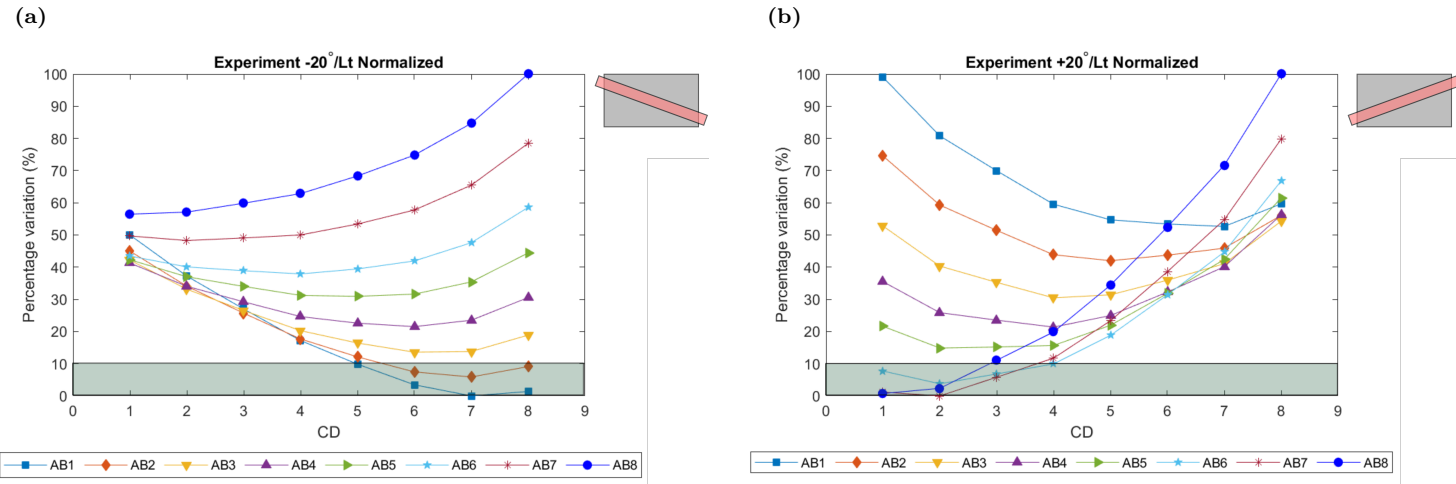 (a)
Experiment -20°/Lt Normalized
Percentage variation (%)
100
90
80
70
60
50
40
30
20
10
0
0 1 2 3 4 5 6 7 8 9
CD
AB1 AB2 AB3 AB4 AB5 AB6 AB7 AB8
(b)
Experiment +20°/Lt Normalized
Percentage variation (%)
100
90
80
70
60
50
40
30
20
10
0
0 1 2 3 4 5 6 7 8 9
CD
AB1 AB2 AB3 AB4 AB5 AB6 AB7 AB8